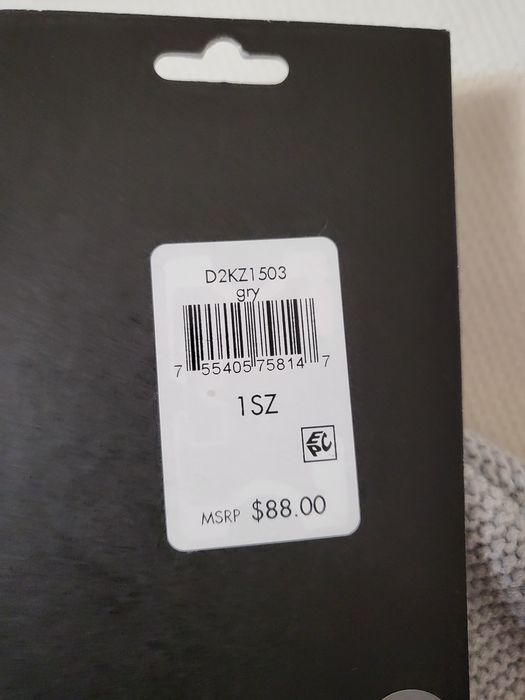 D2KZ1503
gry
7 55405 75814 7
1SZ
EPC
MSRP $88.00